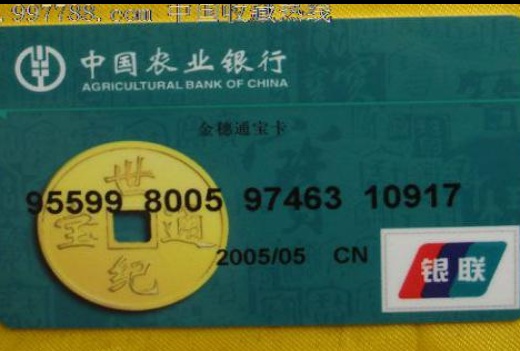 .997788.com 中国收藏热线
中国农业银行
AGRICULTURAL BANK OF CHINA
金穗通宝卡
世
95599 8005 97463 10917
宝 通
2005/05 CN
纪
银联